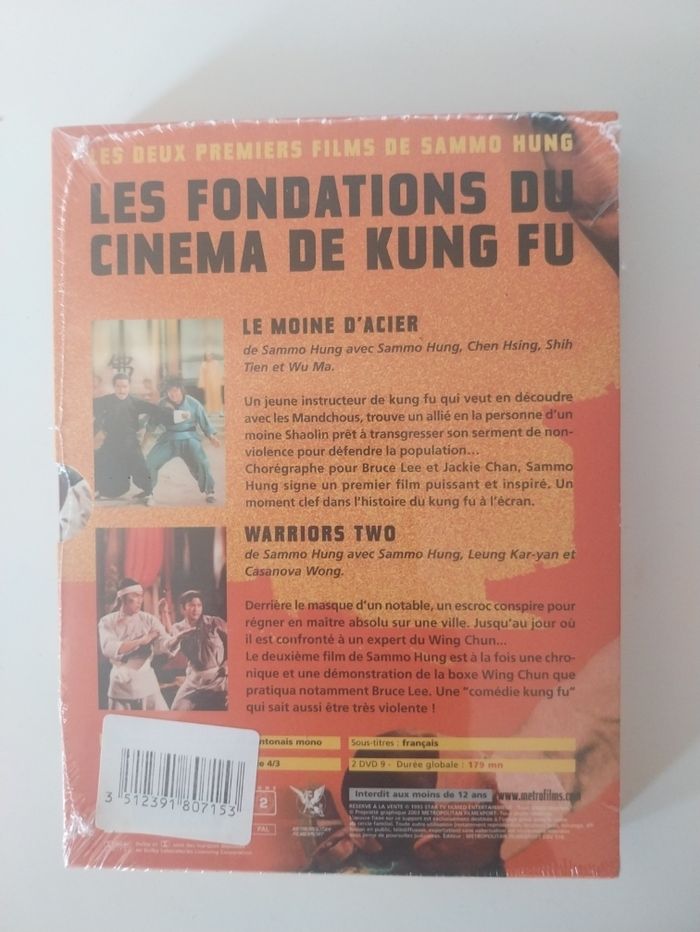 LES DEUX PREMIERS FILMS DE SAMMO HUNG
LES FONDATIONS DU
CINEMA DE KUNG FU
LE MOINE D'ACIER
de Sammo Hung avec Sammo Hung, Chen Hsing, Shih
Tien et Wu Ma.
Un jeune instructeur de kung fu qui veut en découdre
avec les Mandchous, trouve un allié en la personne d'un
moine Shaolin prêt à transgresser son serment de non-
violence pour défendre la population...
Chorégraphe pour Bruce Lee et Jackie Chan, Sammo
Hung signe un premier film puissant et inspiré. Un
moment clef dans l'histoire du kung fu à l'écran.
WARRIORS TWO
de Sammo Hung avec Sammo Hung, Leung Kar-yan et
Casanova Wong.
Derrière le masque d'un notable, un escroc conspire pour
régner en maître absolu sur une ville. Jusqu'au jour où
il est confronté à un expert du Wing Chun...
Le deuxième film de Sammo Hung est à la fois une chro-
nique et une démonstration de la boxe Wing Chun que
pratiqua notamment Bruce Lee. Une "comédie kung fu"
qui sait aussi être très violente !
ntonais mono
Sous-titres : français
e 4/3
2 DVD 9 - Durée globale : 179 mn
3 512391 807153
2
PAL
METROPOLITAN
FILMEXPORT
Interdit aux moins de 12 ans
www.metrofilms.com